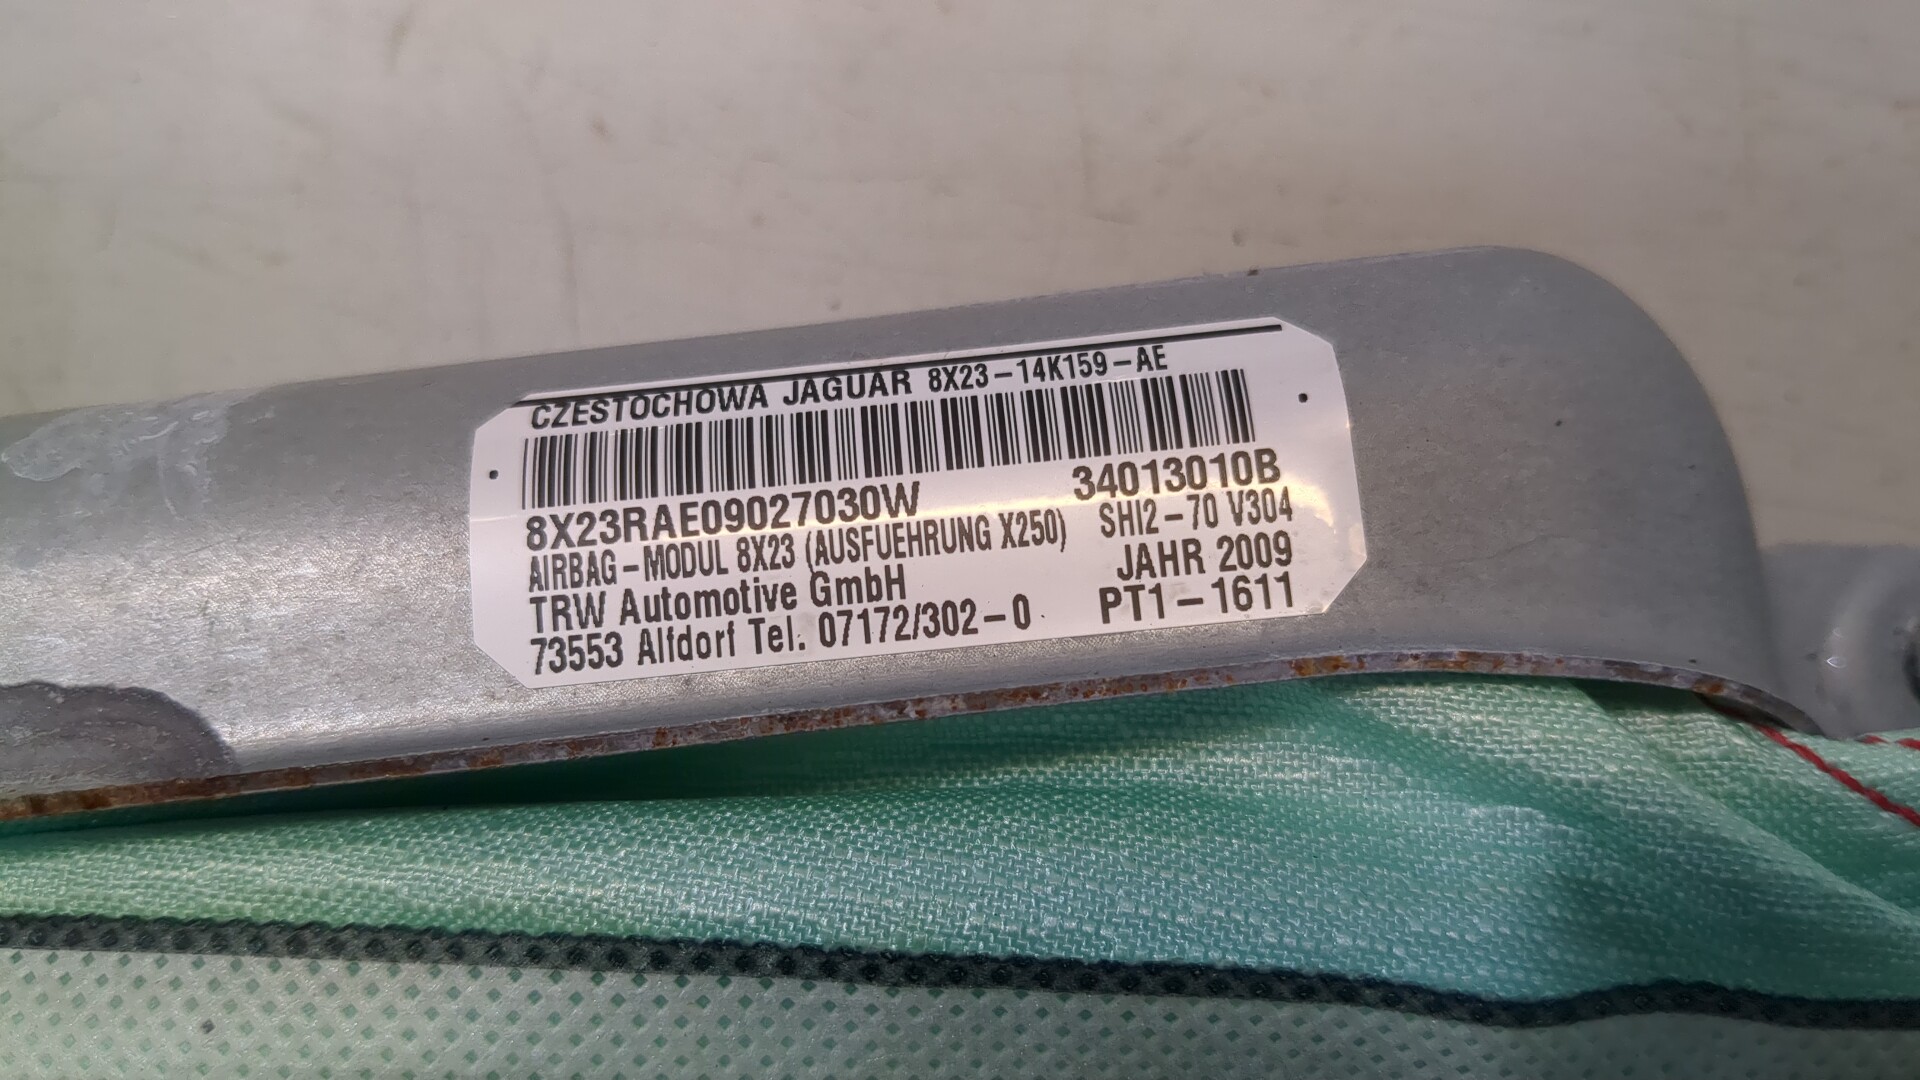 CZESTOCHOWA JAGUAR 8X23-14K159-AE
8X23RAE09027030W 34013010B
AIRBAG-MODUL 8X23 (AUSFUEHRUNG X250) SHI2-70 V304
TRW Automotive GmbH JAHR 2009
73553 Alfdorf Tel. 07172/302-0 PT1-1611